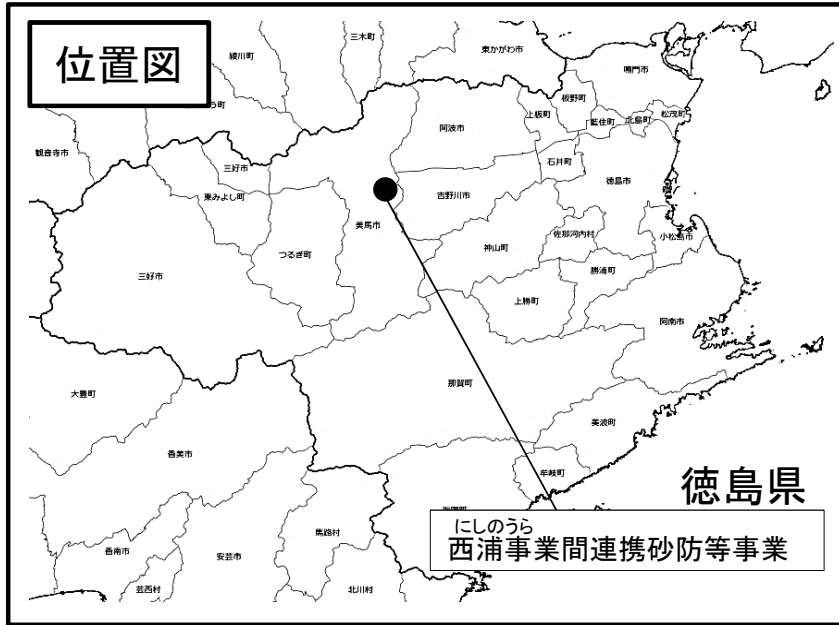 位置図
綾川町
三木町
東かがわ市
鳴門市
う町
観音寺市
三好市
東みよし町
阿波市
上板町
板野町
藍住町
北島町
松茂町
石井町
徳島市
吉野川市
美馬市
つるぎ町
三好市
神山町
佐那河内村
小松島市
勝浦町
上勝町
阿南市
那賀町
大豊町
香美市
美波町
牟岐町
徳島県
にしのうら
西浦事業間連携砂防等事業
馬路村
香南市
安芸市
芸西村
北川村